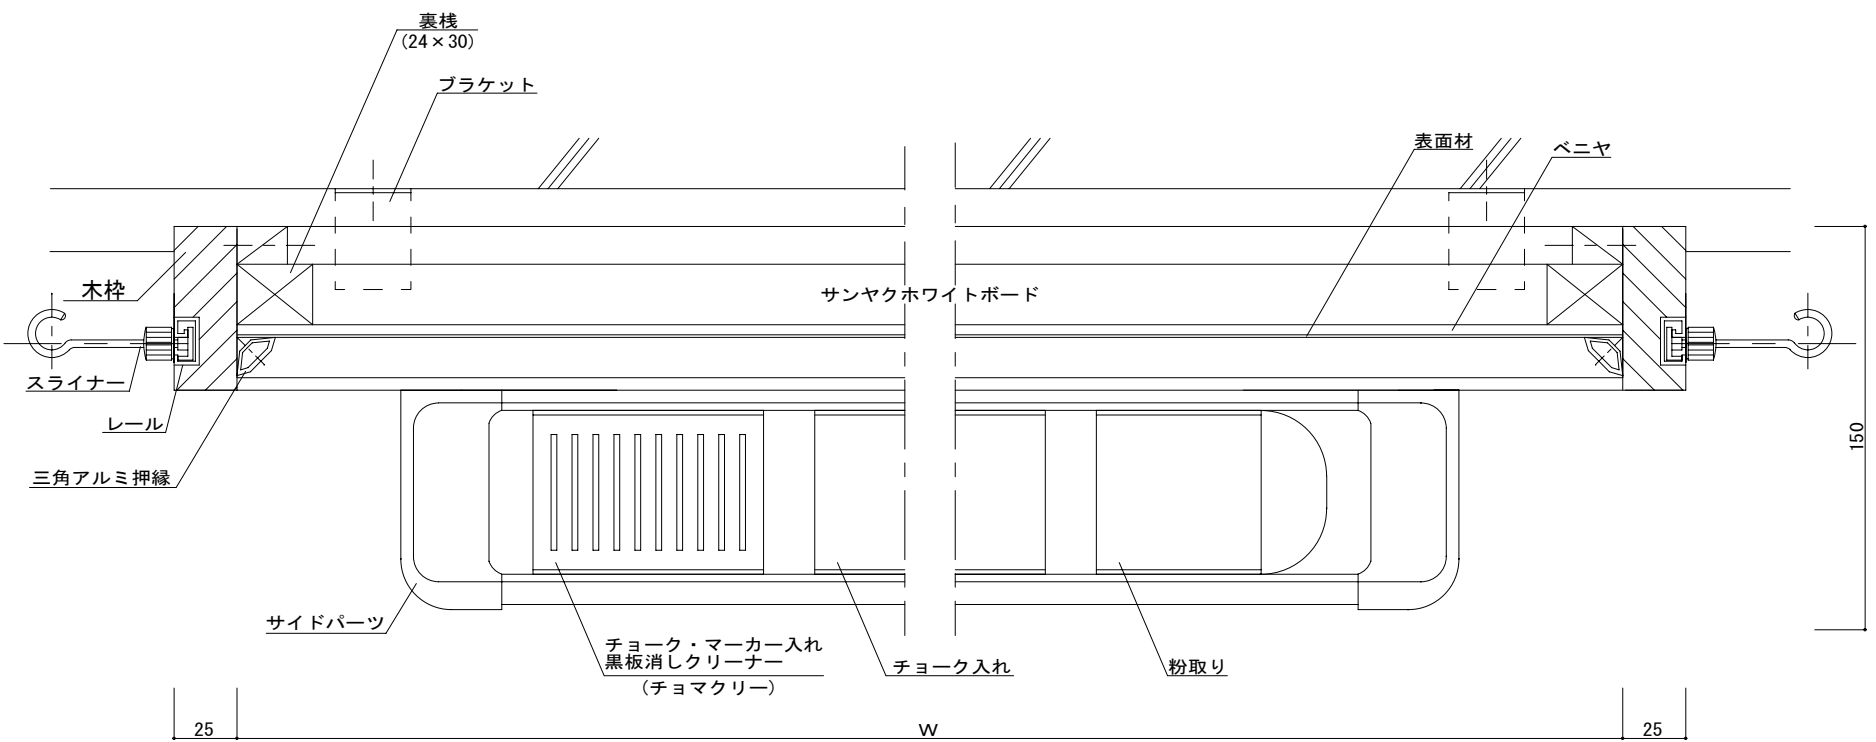 裏桟
(24×30)
ブラケット
表面材
ベニヤ
木枠
サンヤクホワイトボード
スライナー
レール
三角アルミ押縁
150
サイドパーツ
チョーク・マーカー入れ
黒板消しクリーナー
(チョマクリー)
チョーク入れ
粉取り
25
W
25